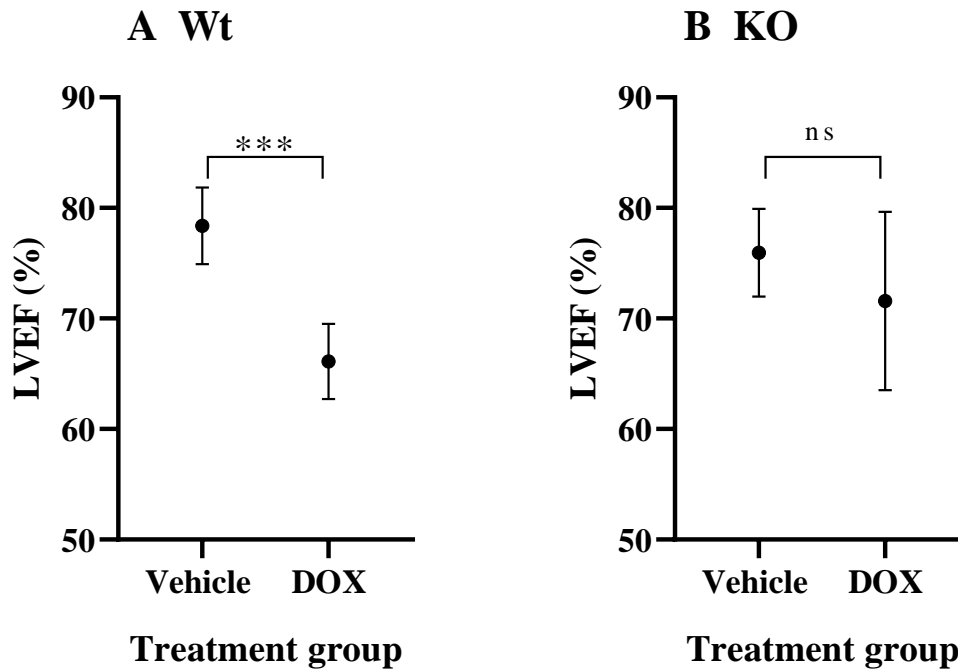 A Wt
90
80
70
60
50
LVEF (%)
***
Vehicle DOX
Treatment group
B KO
90
80
70
60
50
LVEF (%)
ns
Vehicle DOX
Treatment group